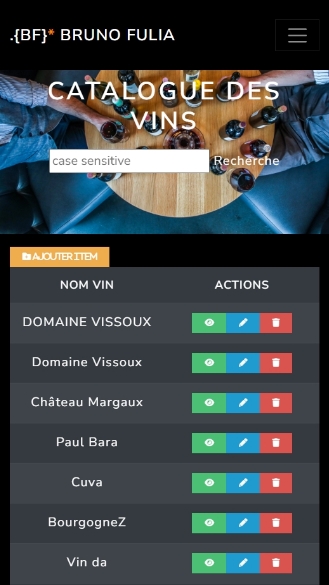 .{BF}* BRUNO FULIA
CATALOGUE DES
VINS
case sensitive Recherche
AJOUTER ITEM
NOM VIN ACTIONS
DOMAINE VISSOUX
Domaine Vissoux
Château Margaux
Paul Bara
Cuva
BourgogneZ
Vin da